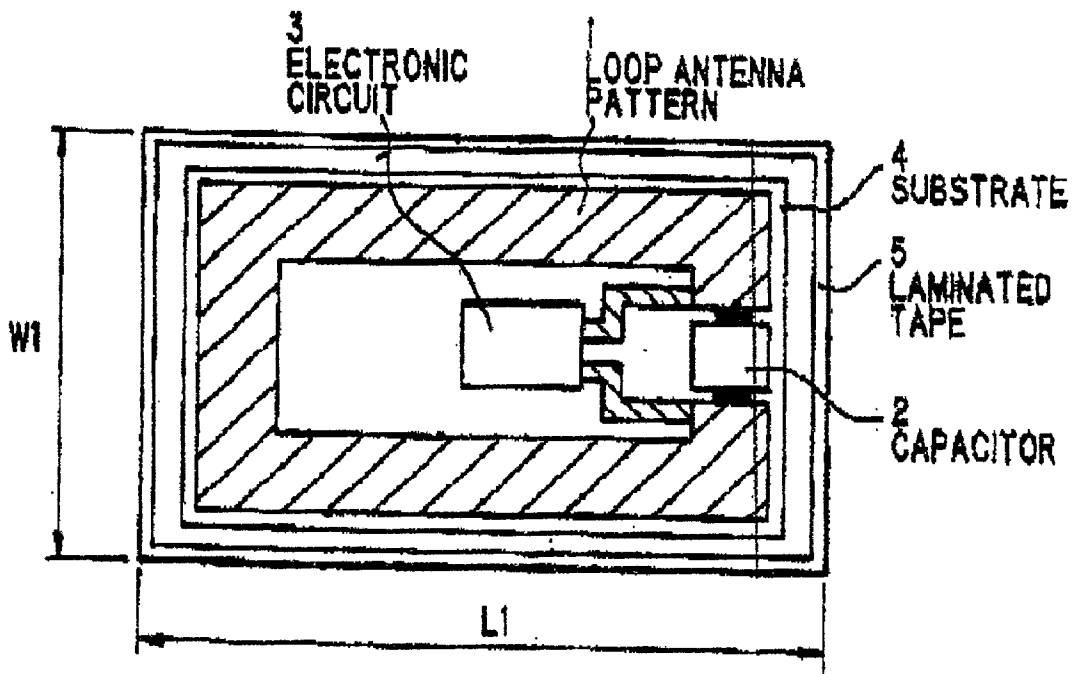 3
ELECTRONIC
CIRCUIT
LOOP ANTENNA
PATTERN
4
SUBSTRATE
5
LAMINATED
TAPE
W1
2
CAPACITOR
L1